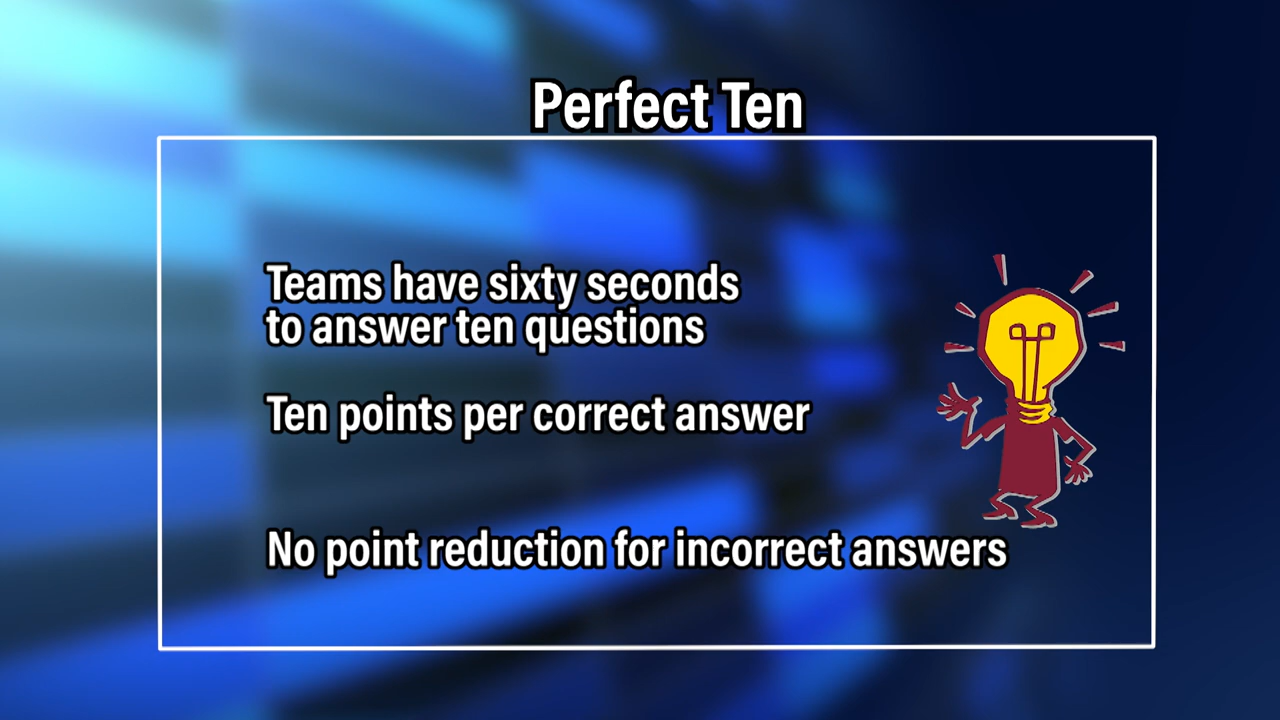 Perfect Ten
Teams have sixty seconds
to answer ten questions
Ten points per correct answer
No point reduction for incorrect answers